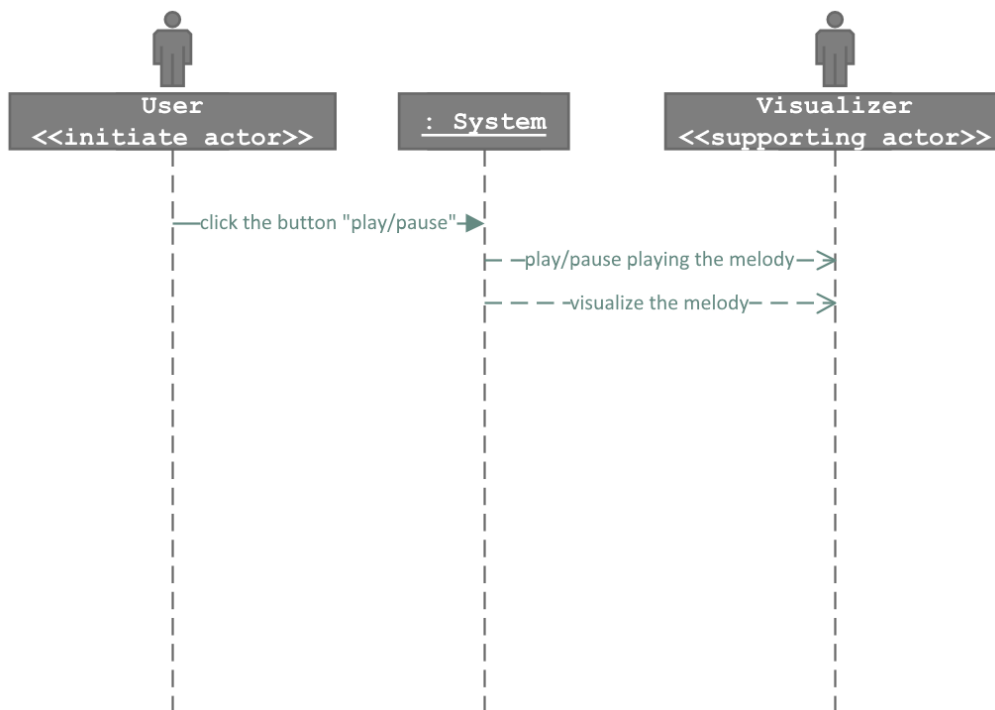 User
<<initiate actor>>
: System
Visualizer
<<supporting actor>>
click the button "play/pause"
play/pause playing the melody
visualize the melody